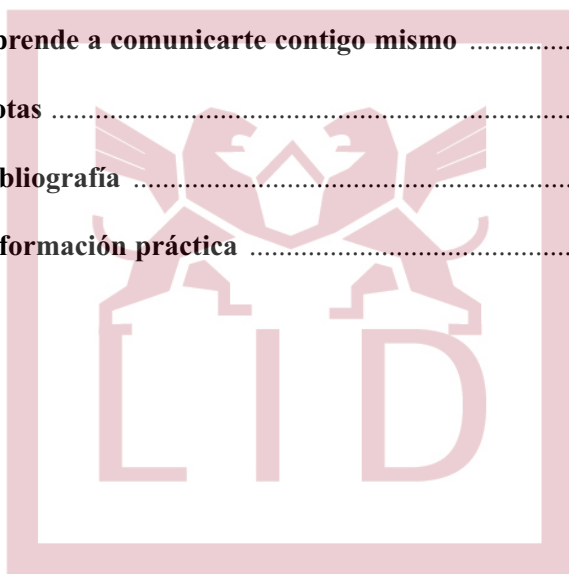 prende a comunicarte contigo mismo ..................
otas ...............................................................................
bliografía ..................................................................
formación práctica .................................................
LID